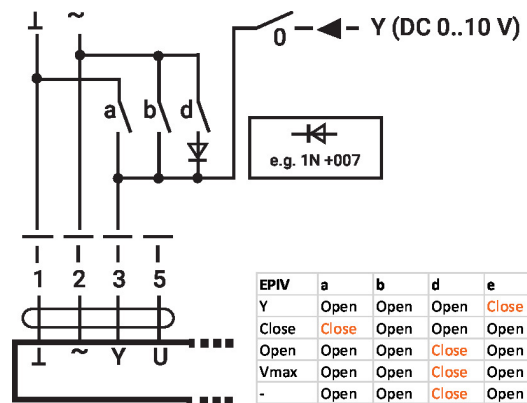 ⊥ ~
0 Y (DC 0..10 V)
a b d
e.g. 1N +007
1 2 3 5
⊥ ~ Y U
EPIV a b d e
Y Open Open Open Close
Close Close Open Open Open
Open Open Open Close Open
Vmax Open Open Close Open
- Open Open Close Open